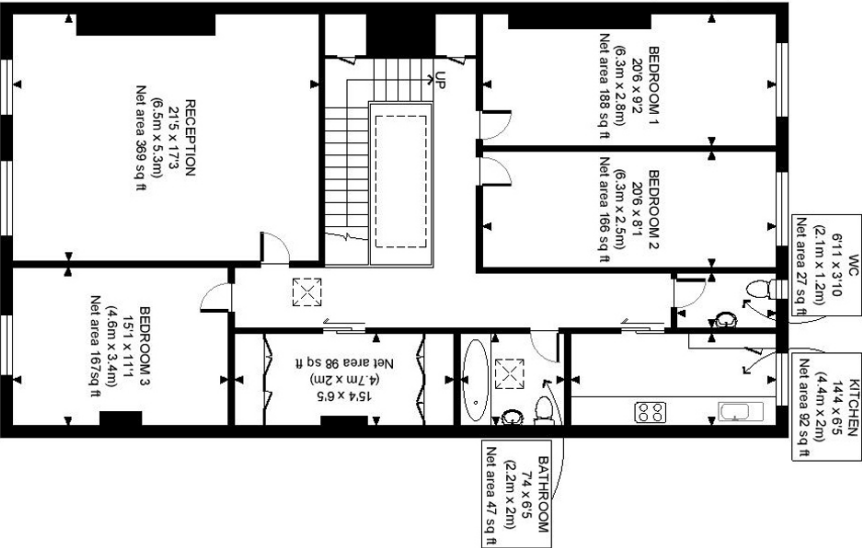 RECEPTION
21'5 x 17'3
(6.5m x 5.3m)
Net area 369 sq ft
UP
BEDROOM 1
20'6 x 9'2
(6.3m x 2.8m)
Net area 188 sq ft
BEDROOM 2
20'6 x 8'1
(6.3m x 2.5m)
Net area 166 sq ft
WC
6'11 x 3'10
(2.1m x 1.2m)
Net area 27 sq ft
BEDROOM 3
15'1 x 11'1
(4.6m x 3.4m)
Net area 167sq ft
15'4 x 6'5
(4.7m x 2m)
Net area 98 sq ft
BATHROOM
7'4 x 6'5
(2.2m x 2m)
Net area 47 sq ft
KITCHEN
14'4 x 6'5
(4.4m x 2m)
Net area 92 sq ft